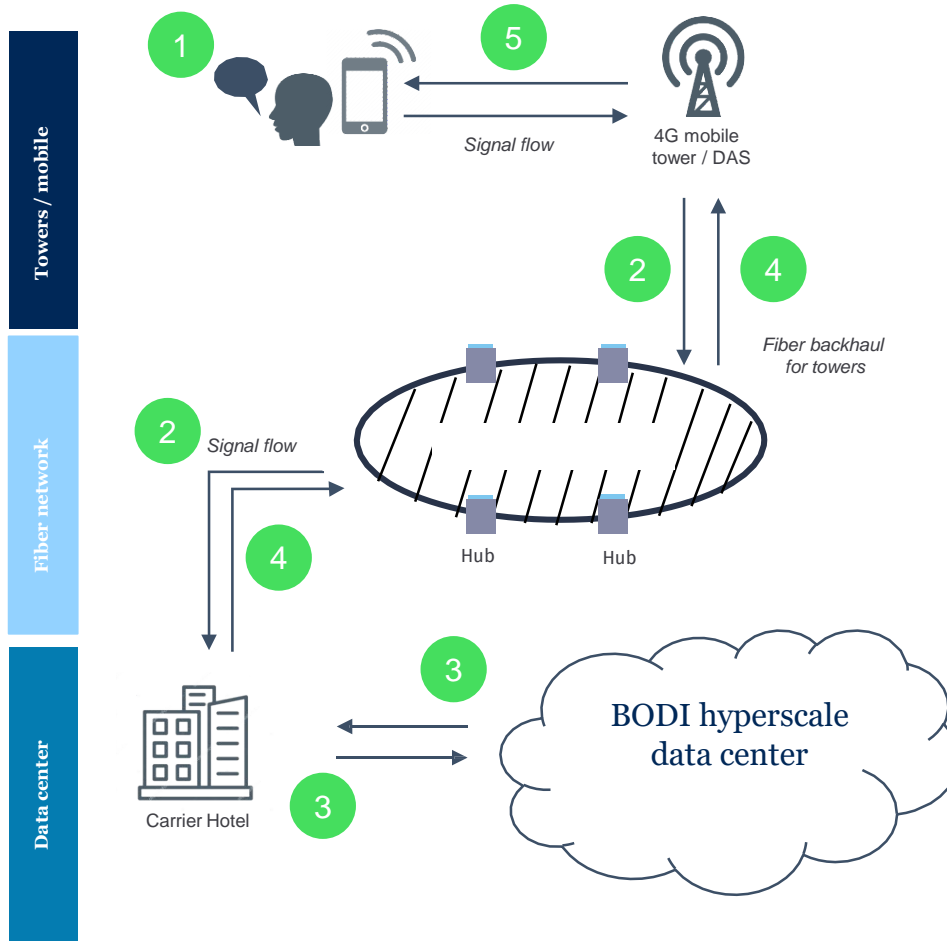 Towers / mobile
1
5
Signal flow
4G mobile
tower / DAS
2
4
Fiber backhaul
for towers
Fiber network
2
Signal flow
4
Hub
Hub
Data center
3
BODI hyperscale
data center
3
Carrier Hotel